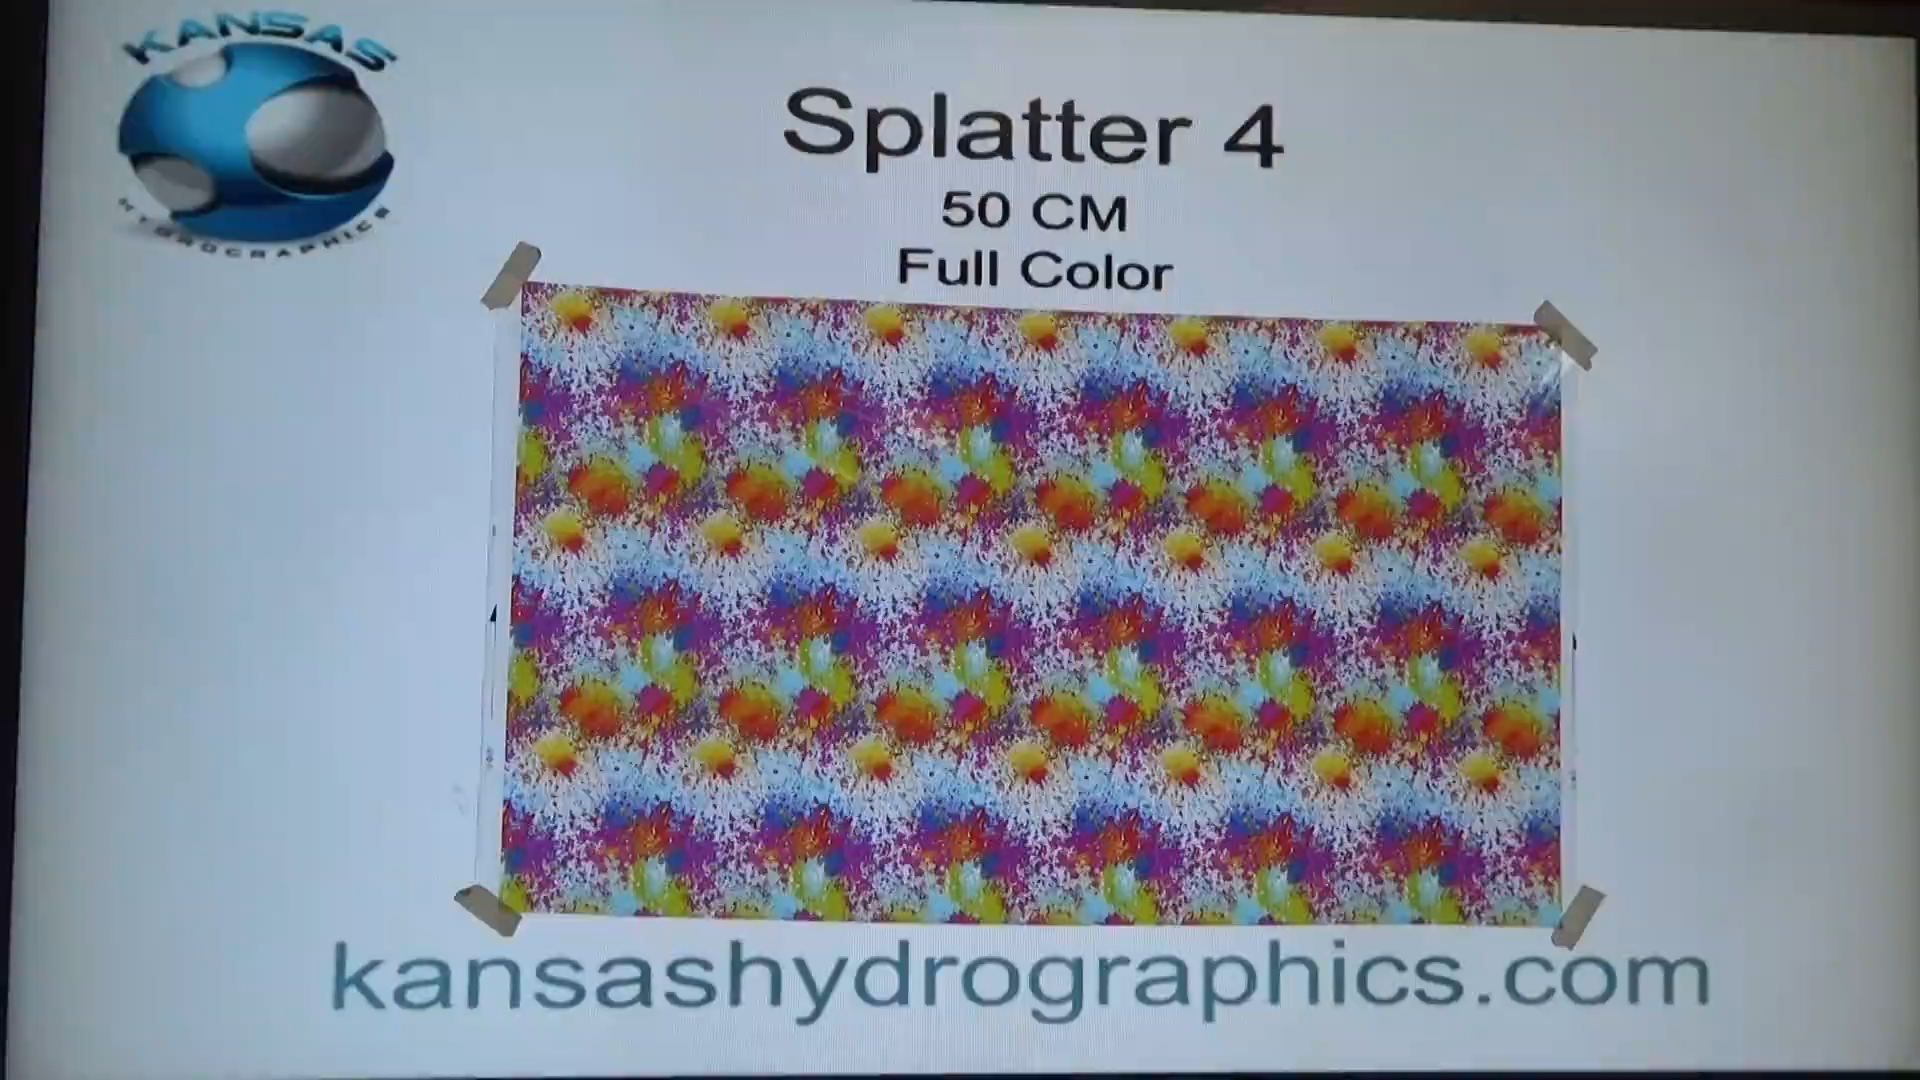 KANSAS
HYDROGRAPHICS
Splatter 4
50 CM
Full Color
kansashydrographics.com